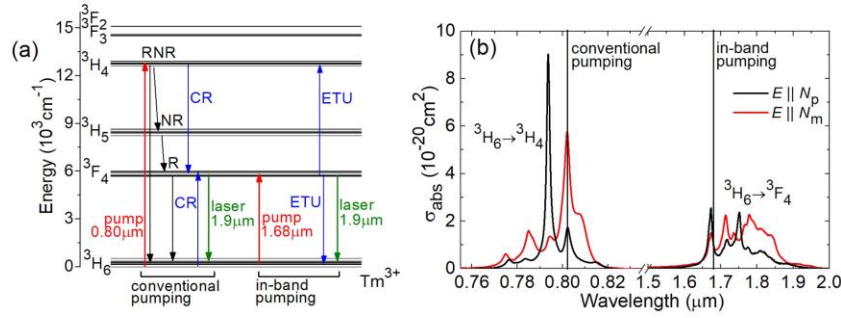 (a)
³F₂
³F₃
15
³H₄
R NR
12
CR
ETU
NR
9
³H₅
R
6
³F₄
pump
0.80μm
CR
laser
1.9μm
pump
1.68μm
ETU
laser
1.9μm
3
0
³H₆
Energy (10³cm⁻¹)
conventional
pumping
in-band
pumping
Tm³⁺
(b)
conventional
pumping
in-band
pumping
E || Nₚ
E || Nₘ
³H₆→³H₄
³H₆→³F₄
σabs (10⁻²⁰cm²)
10
8
6
4
2
0
0.76 0.78 0.80 1.5 1.6 1.7 1.8 1.9 2.0
Wavelength (μm)